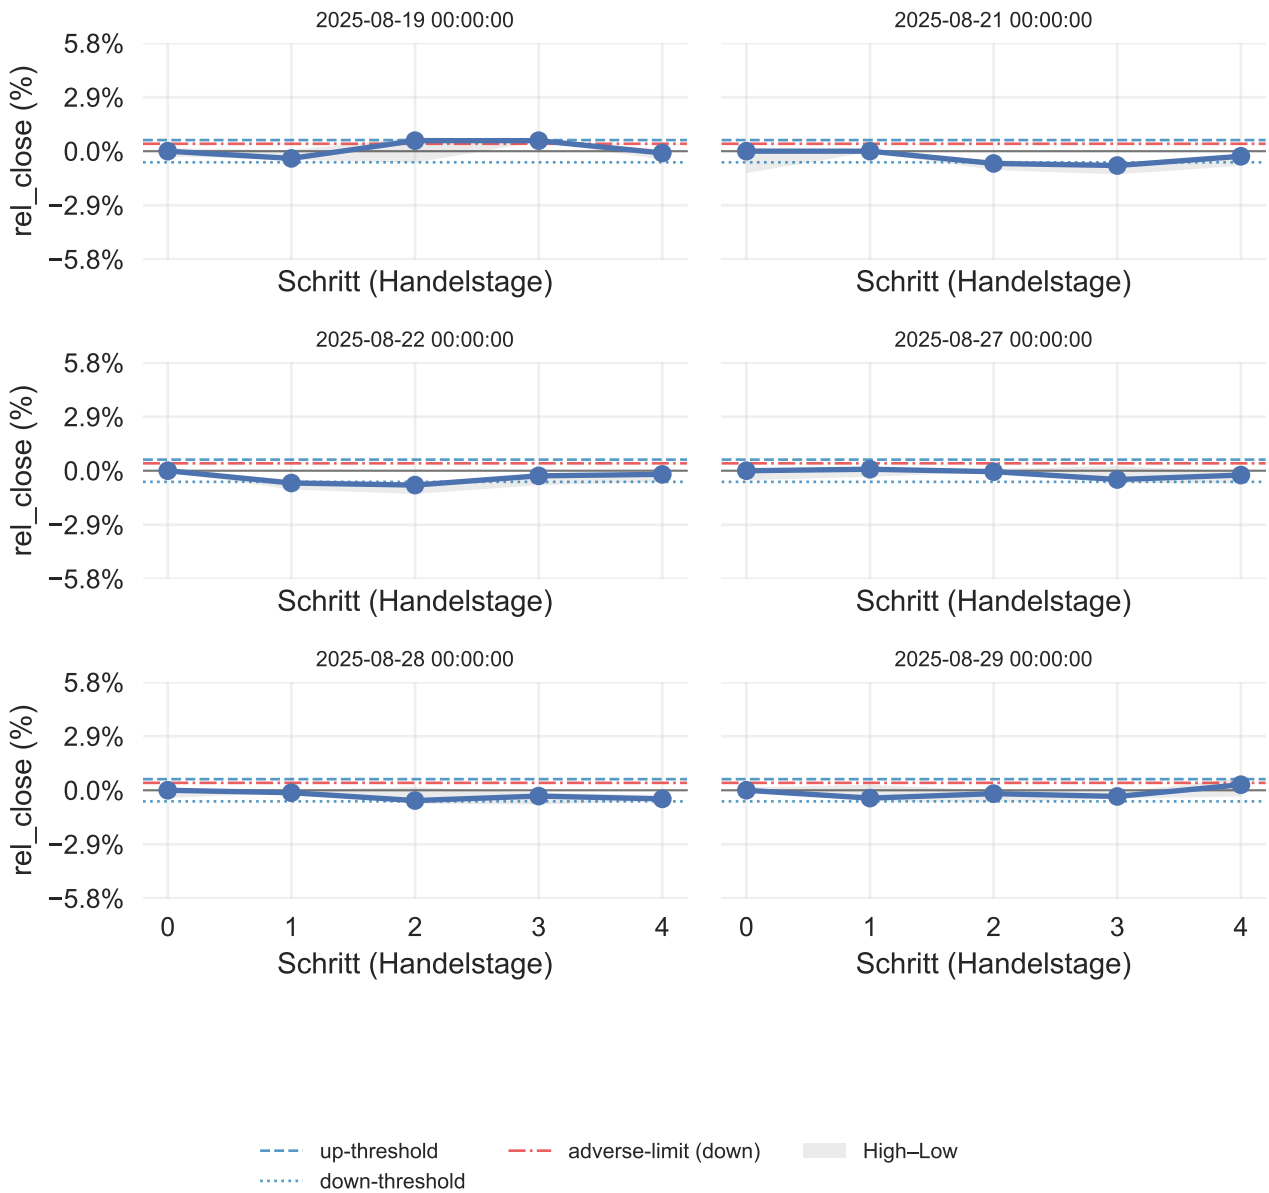 2025-08-19 00:00:00
2025-08-21 00:00:00
5.8%
2.9%
0.0%
−2.9%
−5.8%
rel_close (%)
Schritt (Handelstage)
Schritt (Handelstage)
2025-08-22 00:00:00
2025-08-27 00:00:00
5.8%
2.9%
0.0%
−2.9%
−5.8%
rel_close (%)
Schritt (Handelstage)
Schritt (Handelstage)
2025-08-28 00:00:00
2025-08-29 00:00:00
5.8%
2.9%
0.0%
−2.9%
−5.8%
rel_close (%)
0 1 2 3 4
0 1 2 3 4
Schritt (Handelstage)
Schritt (Handelstage)
up-threshold
adverse-limit (down)
High–Low
down-threshold